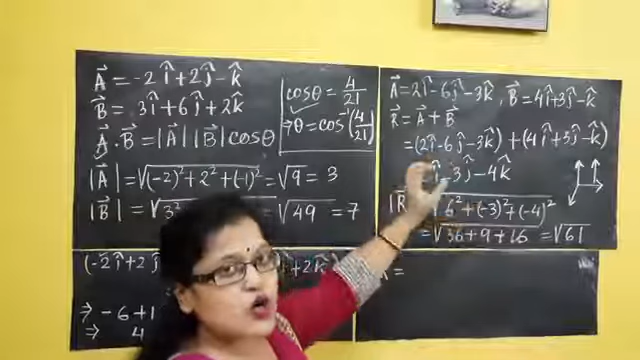 A⃗ = -2î+2ĵ-k̂
B⃗ = 3î+6ĵ+2k̂
A⃗.B⃗ = |A⃗| |B⃗| cosθ
|A⃗| = √(-2)²+2²+(-1)² = √9 = 3
|B⃗| = √3² = √49 = 7
cosθ = 4/21
⇒θ = cos⁻¹(4/21)
(-2î+2ĵ +2k̂)
⇒ -6+1
⇒ 4
A⃗=2î-6ĵ-3k̂, B⃗=4î+3ĵ-k̂
R⃗ = A⃗+B⃗
=(2î-6ĵ-3k̂)+(4î+3ĵ-k̂)
î-3ĵ-4k̂
|R √6²+(-3)²+(-4)²
=√36+9+16 =√61
=